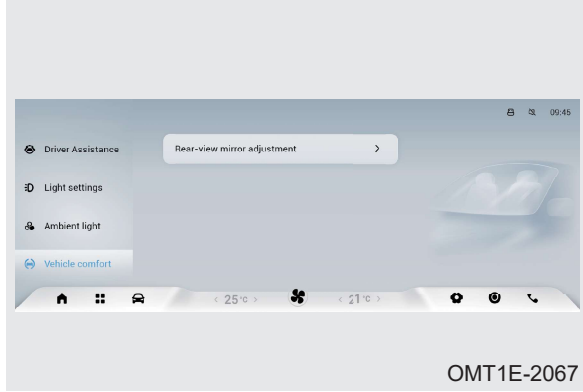 09:45
Driver Assistance
Rear-view mirror adjustment >
Light settings
Ambient light
Vehicle comfort
< 25°C > < 21°C >
OMT1E-2067